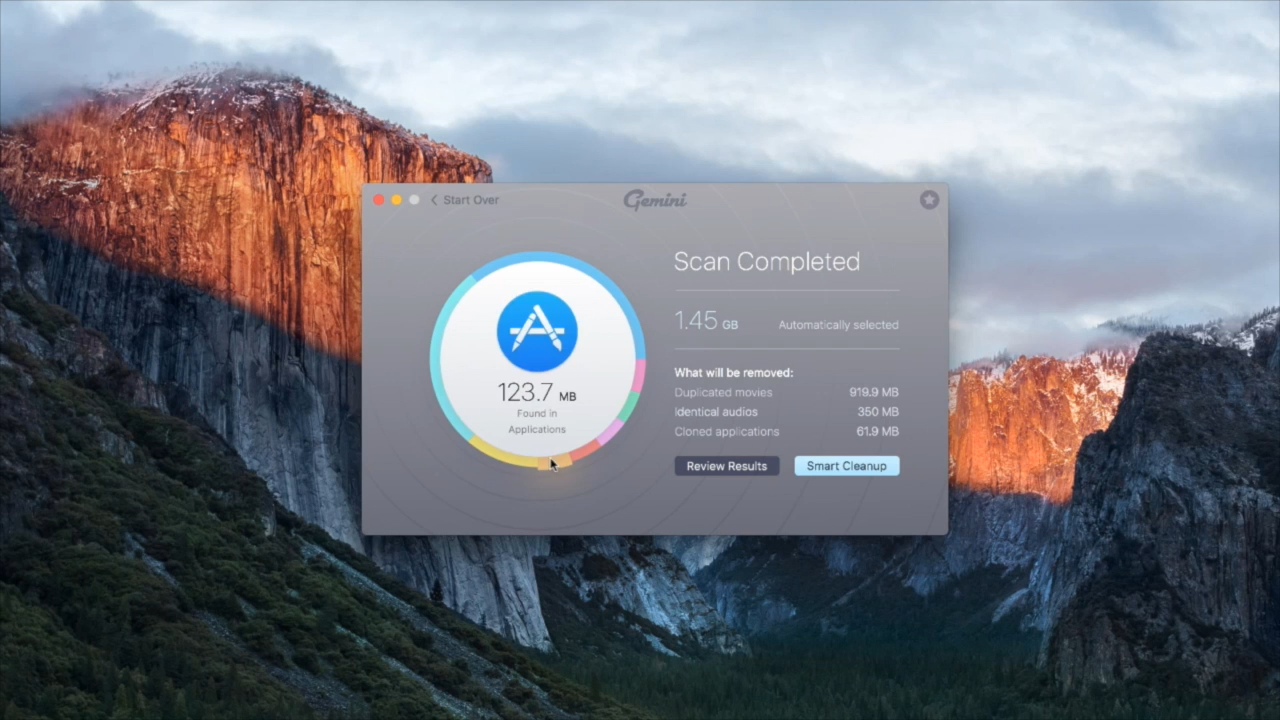 Start Over
Gemini
Scan Completed
1.45 GB Automatically selected
123.7 MB
Found in
Applications
What will be removed:
Duplicated movies 919.9 MB
Identical audios 350 MB
Cloned applications 61.9 MB
Review Results Smart Cleanup